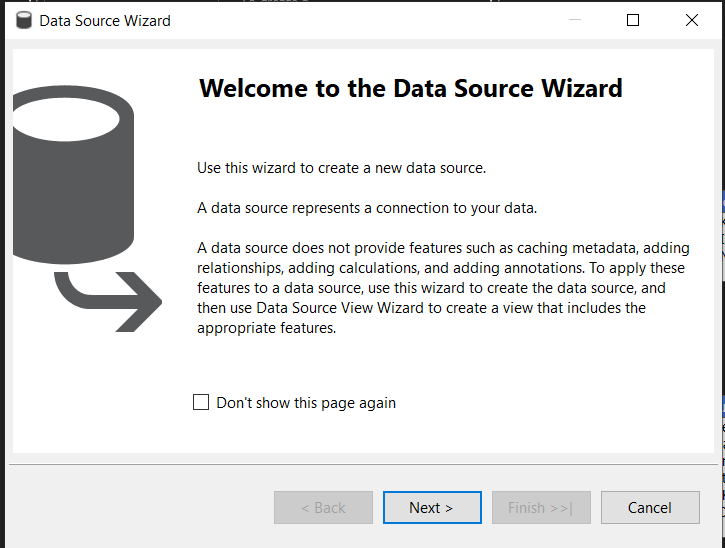 Data Source Wizard
Welcome to the Data Source Wizard
Use this wizard to create a new data source.
A data source represents a connection to your data.
A data source does not provide features such as caching metadata, adding
relationships, adding calculations, and adding annotations. To apply these
features to a data source, use this wizard to create the data source, and
then use Data Source View Wizard to create a view that includes the
appropriate features.
Don't show this page again
< Back
Next >
Finish >>|
Cancel